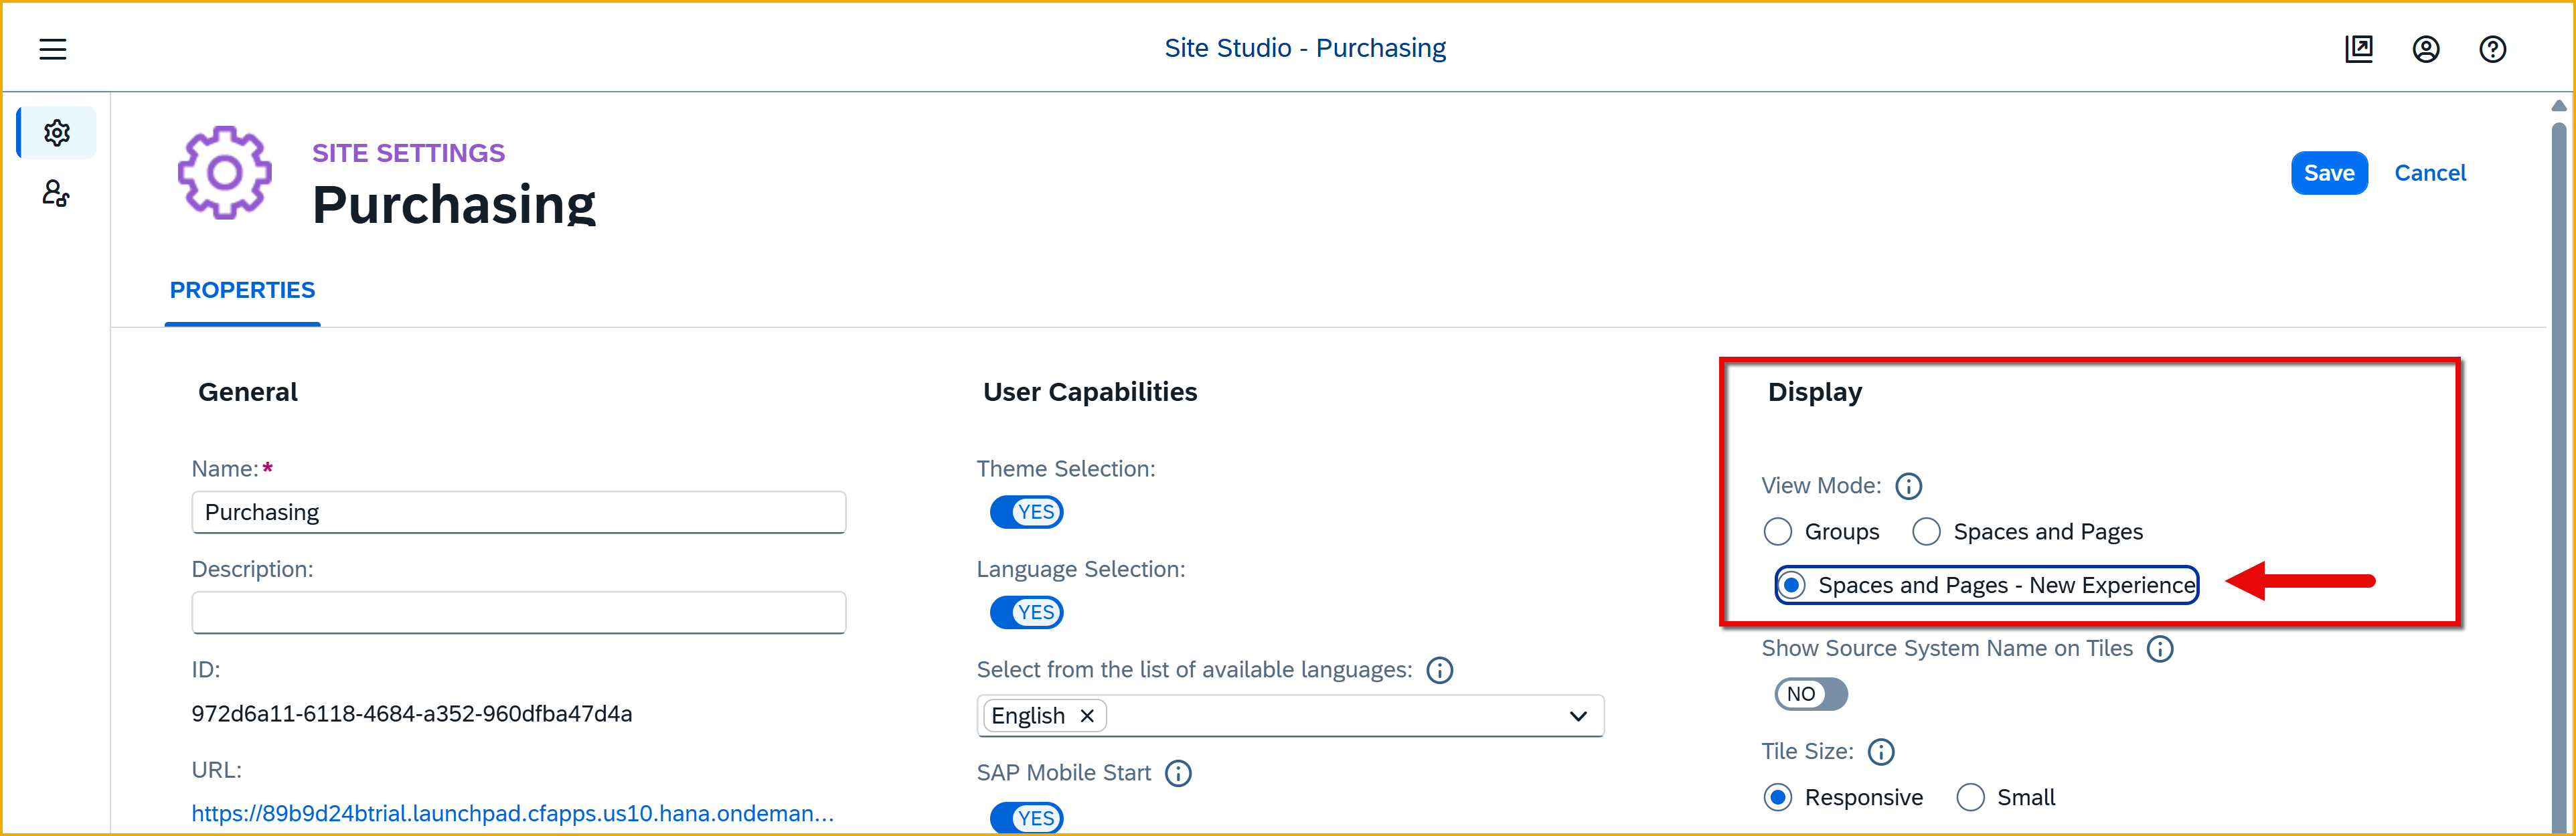 Site Studio - Purchasing
SITE SETTINGS
Purchasing
Save
Cancel
PROPERTIES
General
Name:*
Purchasing
Description:
ID:
972d6a11-6118-4684-a352-960dfba47d4a
URL:
https://89b9d24btrial.launchpad.cfapps.us10.hana.ondeman...
User Capabilities
Theme Selection:
YES
Language Selection:
YES
Select from the list of available languages:
English
SAP Mobile Start
YES
Display
View Mode:
Groups
Spaces and Pages
Spaces and Pages - New Experience
Show Source System Name on Tiles
NO
Tile Size:
Responsive
Small